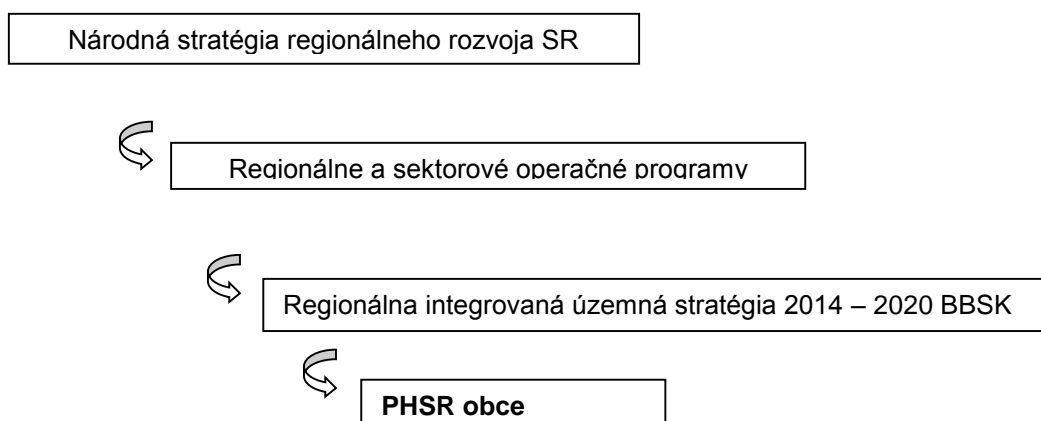 Národná stratégia regionálneho rozvoja SR
Regionálne a sektorové operačné programy
Regionálna integrovaná územná stratégia 2014 – 2020 BBSK
PHSR obce